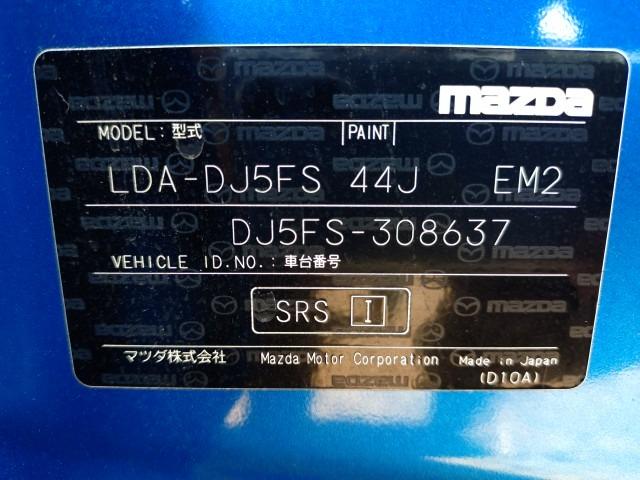 mazda
MODEL: 型式 PAINT
LDA-DJ5FS 44J EM2
DJ5FS-308637
VEHICLE ID.NO.: 車台番号
SRS I
マツダ株式会社 Mazda Motor Corporation Made in Japan
(D10A)